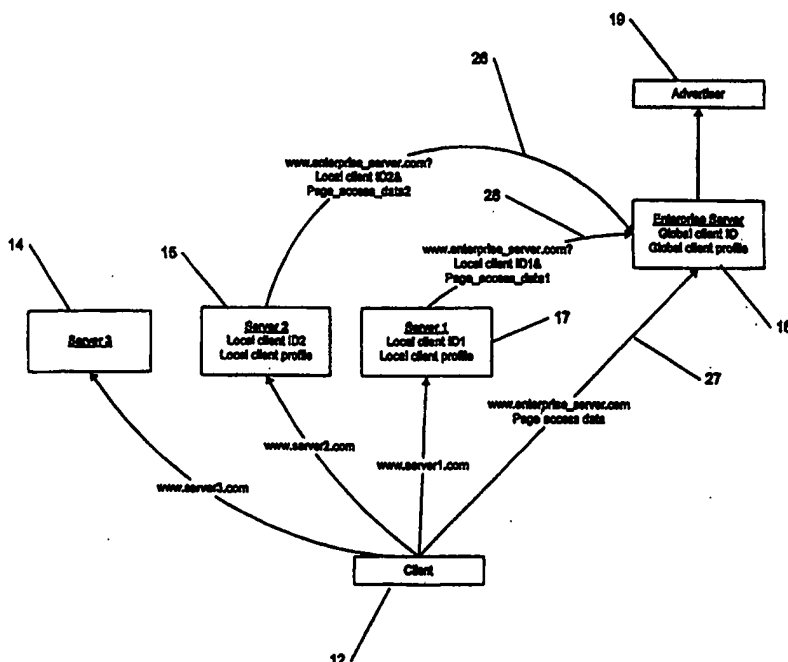 19
Advertiser
26
www.enterprise_server.com?
Local client ID2&
Page_access_data2
28
Enterprise Server
Global client ID
Global client profile
14
15
www.enterprise_server.com?
Local client ID1&
Page_access_data1
Server 3
Server 2
Local client ID2
Local client profile
Server 1
Local client ID1
Local client profile
17
16
27
www.enterprise_server.com
Page access data
www.server2.com
www.server1.com
www.server3.com
Client
12